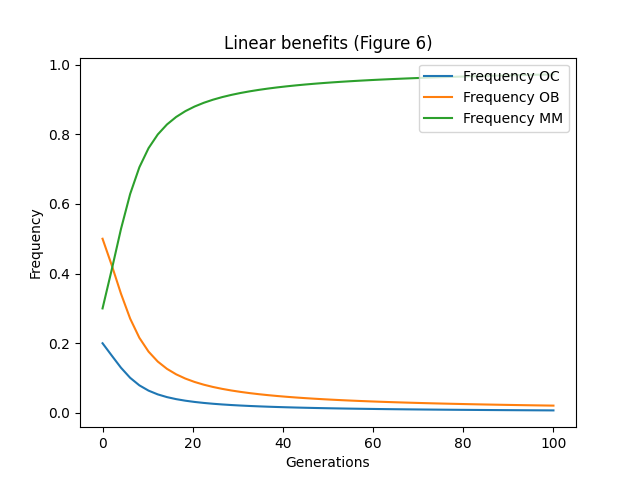 Linear benefits (Figure 6)
1.0
0.8
0.6
0.4
0.2
0.0
Frequency
Frequency OC
Frequency OB
Frequency MM
0 20 40 60 80 100
Generations